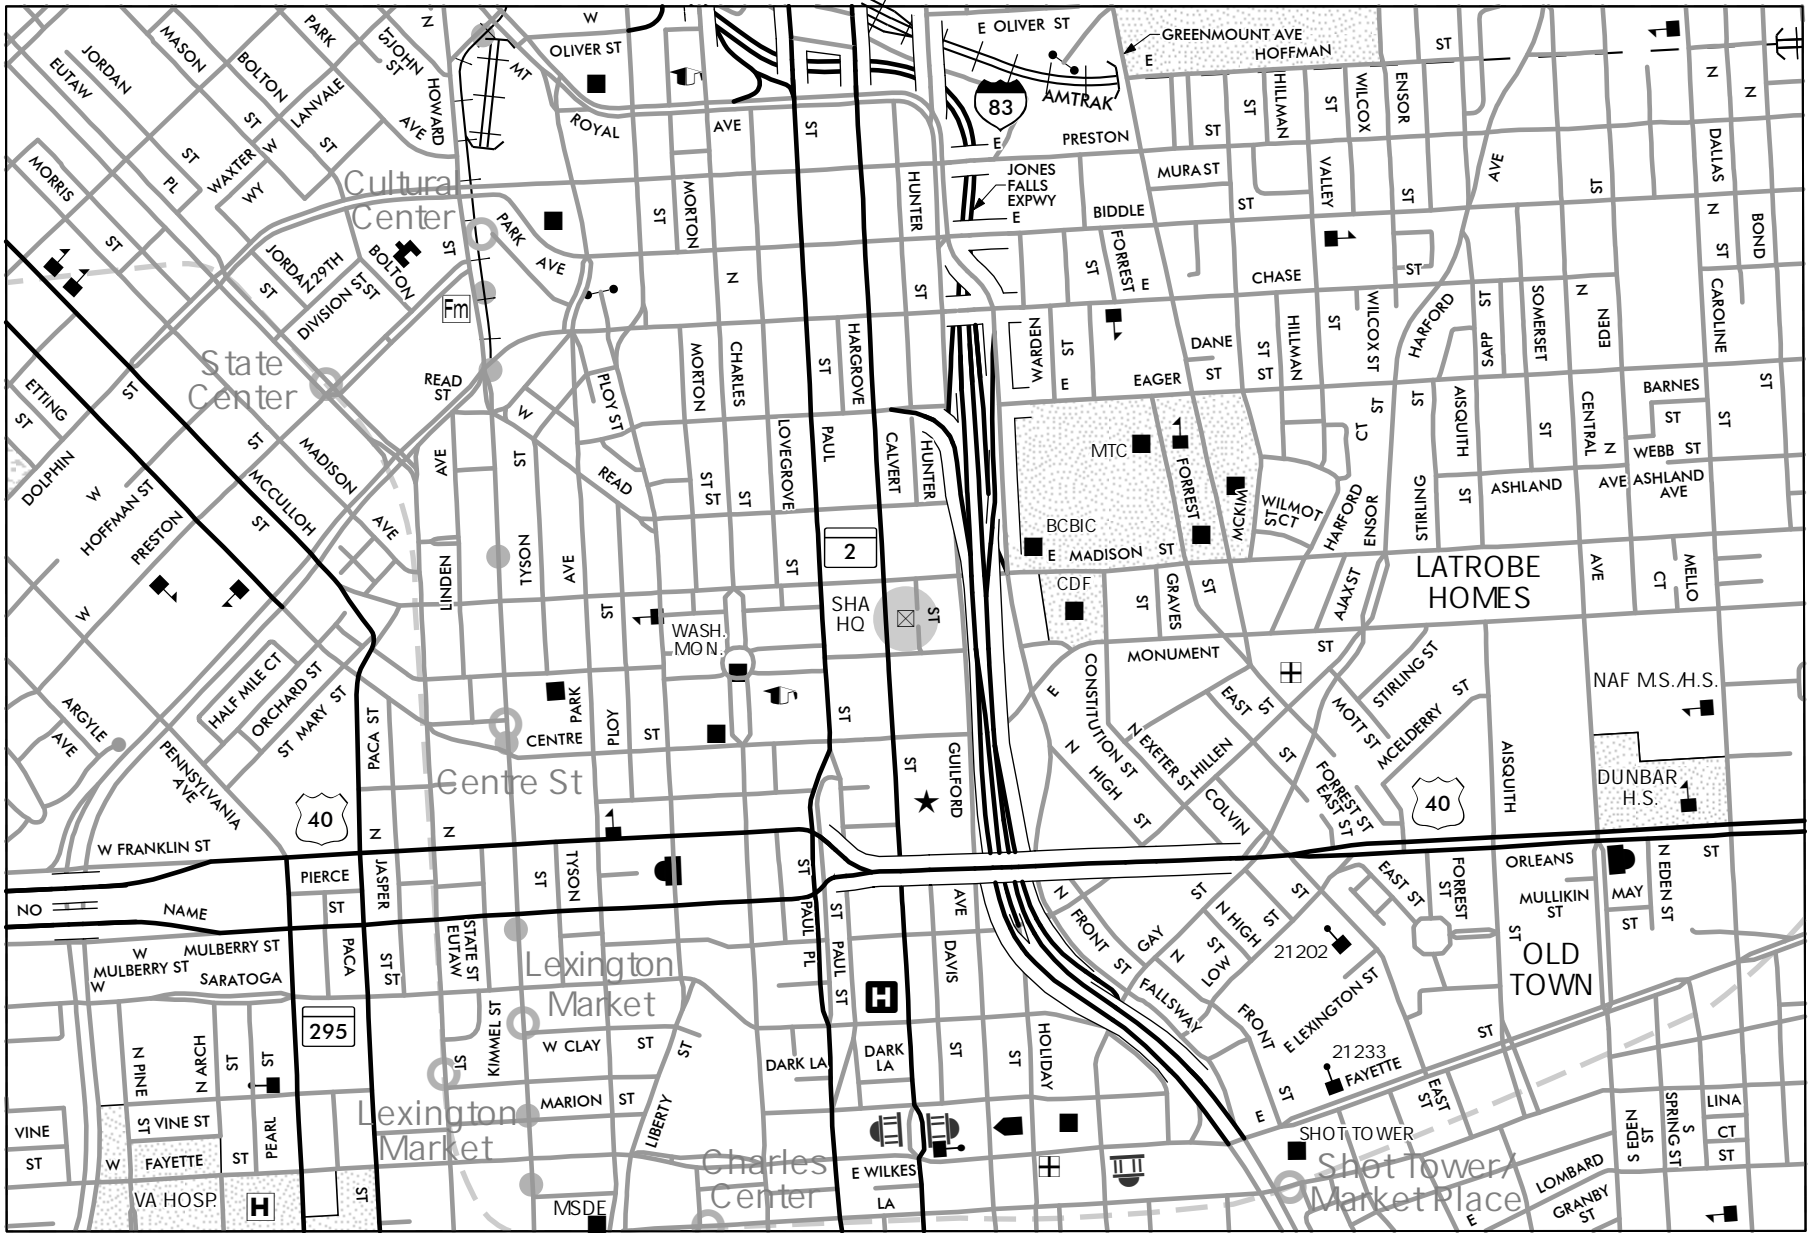 W
OLIVER ST
E OLIVER ST
GREENMOUNT AVE
HOFFMAN
E
ST
PARK
ST JOHN
ST
N
MASON
JORDAN
EUTAW
BOLTON
LANVALE
ST
AVE
HOWARD
MT
ROYAL
AVE
ST
83
AMTRAK
E
PRESTON
ST
ST
HILLMAN
ST
WILCOX
ENSOR
N
N
DALLAS
MORRIS
ST
PL
WAXTER
WY
W
ST
Cultural
Center
ST
MORTON
HUNTER
JONES
FALLS
EXPWY
E
BIDDLE
MURA ST
ST
VALLEY
ST
AVE
ST
N
ST
BOND
ST
JORDAN
ST
29TH
ST
DIVISION ST
BOLTON
ST
PARK
AVE
Fm
N
ST
ST
FORREST
E
CHASE
ST
HARFORD
N
EDEN
CAROLINE
State
Center
ETTING
ST
ST
READ
ST
W
PLOY ST
MORTON
CHARLES
ST
HARGROVE
WARDEN
ST
E
EAGER
DANE
ST
ST
ST
HILLMAN
ST
WILCOX ST
SAPP ST
SOMERSET
BARNES
ST
ST
ST
DOLPHIN
W
HOFFMAN ST
PRESTON
ST
MADISON
AVE
MCCULLOH
ST
AVE
ST
READ
ST
ST
ST
LOVEGROVE
PAUL
CALVERT
HUNTER
MTC
FORREST
MCKIM
WILMOT
ST CT
CT
ST
HARFORD
ENSOR
ST
STIRLING
AISQUITH
ST
ST
CENTRAL
N
AVE
WEBB ST
ASHLAND
ASHLAND
AVE
W
LINDEN
TYSON
AVE
ST
ST
2
BCBIC
E MADISON ST
CDF
ST
GRAVES
ST
AJAX ST
LATROBE
HOMES
AVE
CT
MELLO
SHA
HQ
ST
WASH.
MON.
MONUMENT
ST
HALF MILE CT
ORCHARD ST
ST MARY ST
ARGYLE
AVE
PENNSYLVANIA
AVE
PACA ST
CENTRE
PARK
PLOY
ST
Centre St
ST
ST
GUILFORD
E
CONSTITUTION ST
N
HIGH
ST
N EXETER ST
HILLEN
EAST
ST
ST
COLVIN
STIRLING ST
MOTT ST
MCELDERRY
ST
FORREST ST
EAST ST
40
AISQUITH
NAF M.S./H.S.
DUNBAR
H.S.
40
N
N
W FRANKLIN ST
NO
NAME
PIERCE
ST
JASPER
ST
TYSON
ST
ORLEANS
ST
EAST ST
FORREST
ST
MULLIKIN
ST
MAY
ST
N EDEN ST
W
MULBERRY ST
MULBERRY ST
W
SARATOGA
PACA
ST
ST
EUTAW
STATE ST
Lexington
Market
PAUL
PL
ST
PAUL ST
AVE
DAVIS
H
N
FRONT
ST
GAY
ST
N
LOW
ST
N HIGH
ST
ST
21202
FALLSWAY
FRONT
ST
E LEXINGTON ST
OLD
TOWN
ST
ST
295
N PINE
ST
N ARCH
ST
ST
KIMMEL ST
ST
W CLAY
ST
ST
LIBERTY
DARK LA
DARK
LA
ST
ST
HOLIDAY
21233
E
FAYETTE
EAST
ST
Lexington
Market
MARION
ST
VINE
ST
VINE ST
W
FAYETTE
ST
PEARL
VA HOSP.
H
ST
MSDE
Charles
Center
E WILKES
LA
SHOT TOWER
Shot Tower/
Market Place
E
LOMBARD
GRANBY
ST
S EDEN
ST
SPRING ST
S
LINA
CT
ST